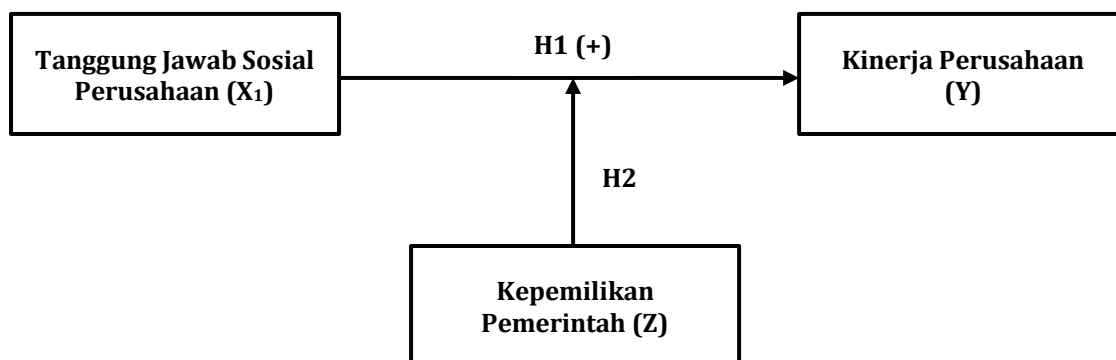 Tanggung Jawab Sosial
Perusahaan (X₁)
H1 (+)
Kinerja Perusahaan
(Y)
H2
Kepemilikan
Pemerintah (Z)